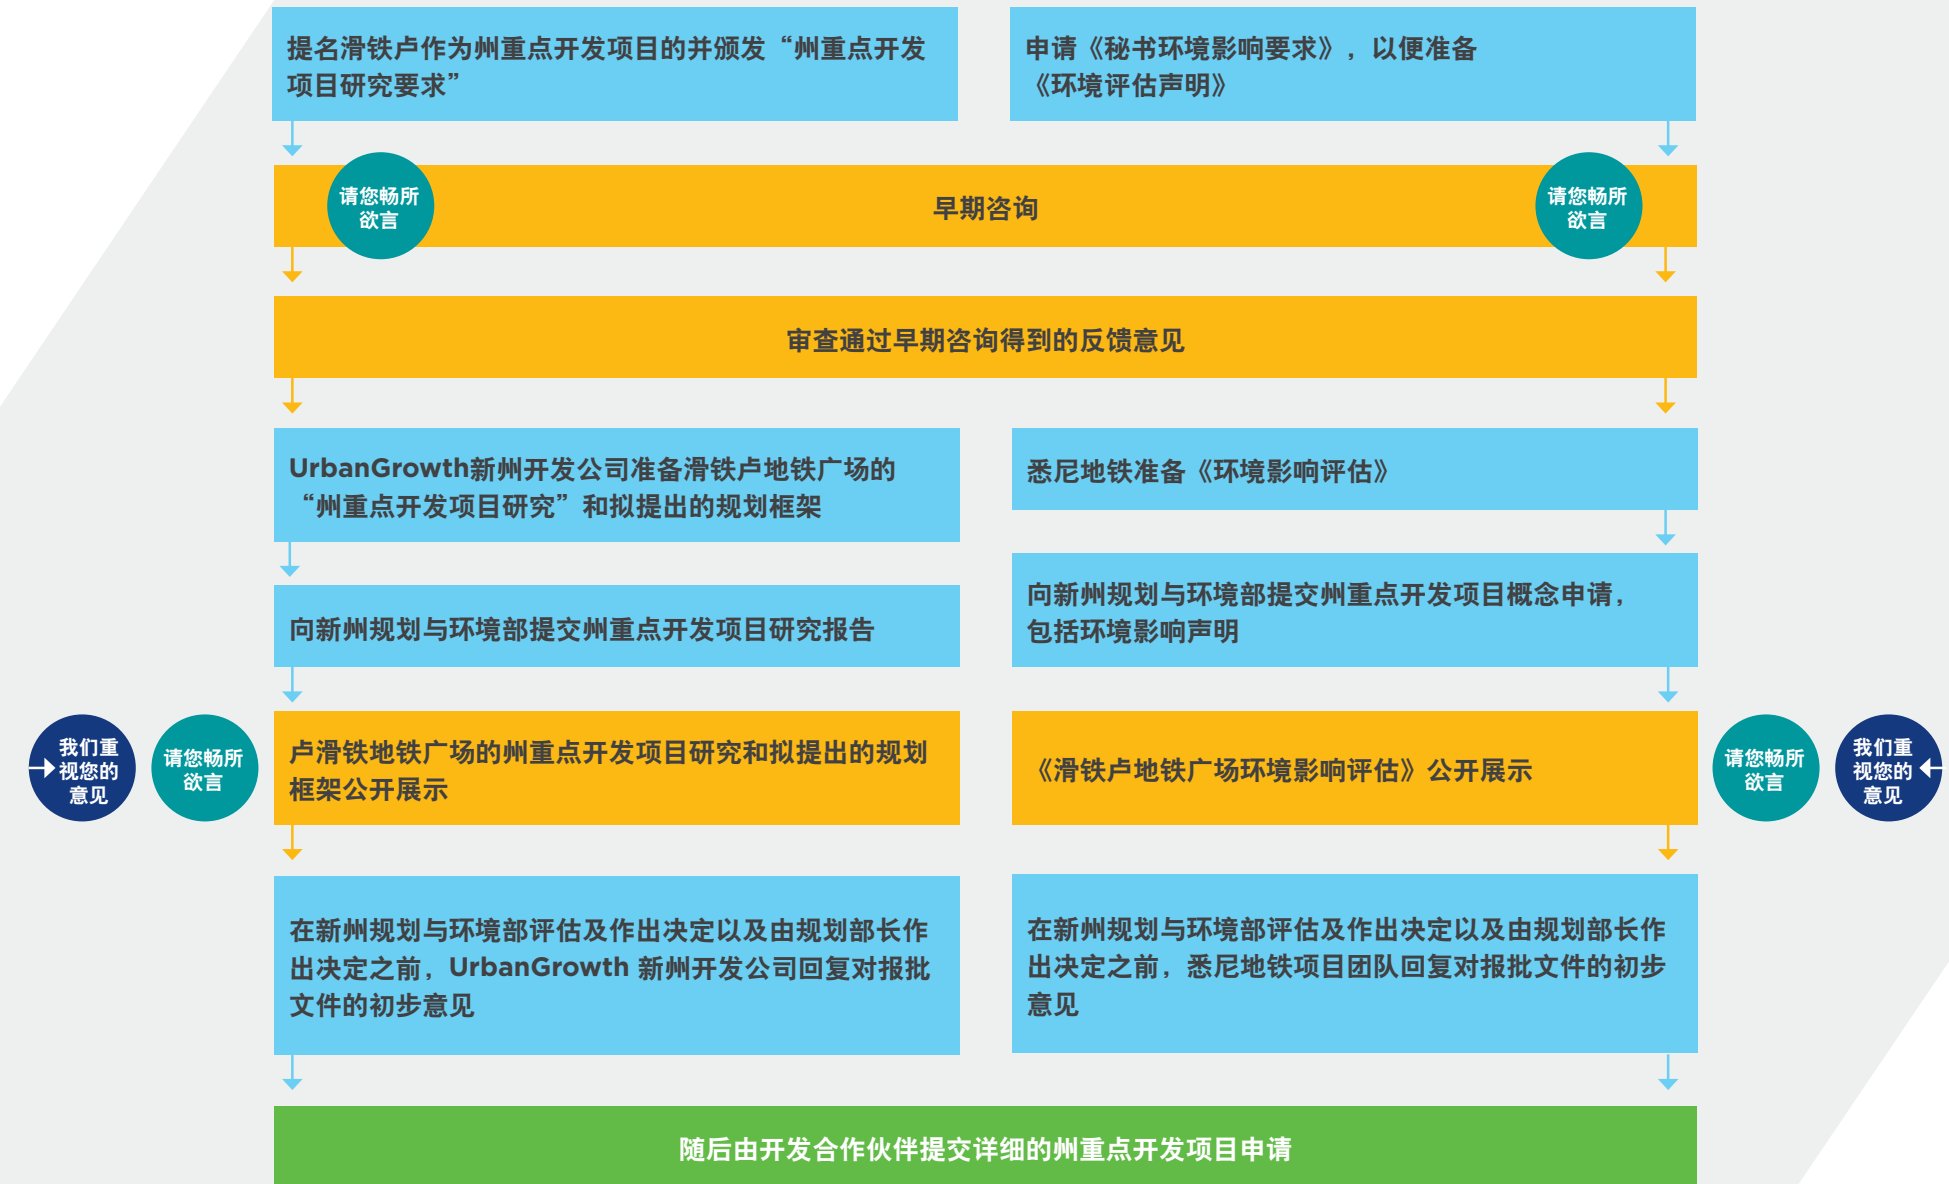 提名滑铁卢作为州重点开发项目的并颁发“州重点开发
项目研究要求”
申请《秘书环境影响要求》，以便准备
《环境评估声明》
请您畅所
欲言
早期咨询
请您畅所
欲言
审查通过早期咨询得到的反馈意见
UrbanGrowth新州开发公司准备滑铁卢地铁广场的
“州重点开发项目研究”和拟提出的规划框架
悉尼地铁准备《环境影响评估》
向新州规划与环境部提交州重点开发项目研究报告
向新州规划与环境部提交州重点开发项目概念申请，
包括环境影响声明
我们重
视您的
意见
请您畅所
欲言
卢滑铁地铁广场的州重点开发项目研究和拟提出的规划
框架公开展示
《滑铁卢地铁广场环境影响评估》公开展示
请您畅所
欲言
我们重
视您的
意见
在新州规划与环境部评估及作出决定以及由规划部长作
出决定之前，UrbanGrowth 新州开发公司回复对报批
文件的初步意见
在新州规划与环境部评估及作出决定以及由规划部长作
出决定之前，悉尼地铁项目团队回复对报批文件的初步
意见
随后由开发合作伙伴提交详细的州重点开发项目申请